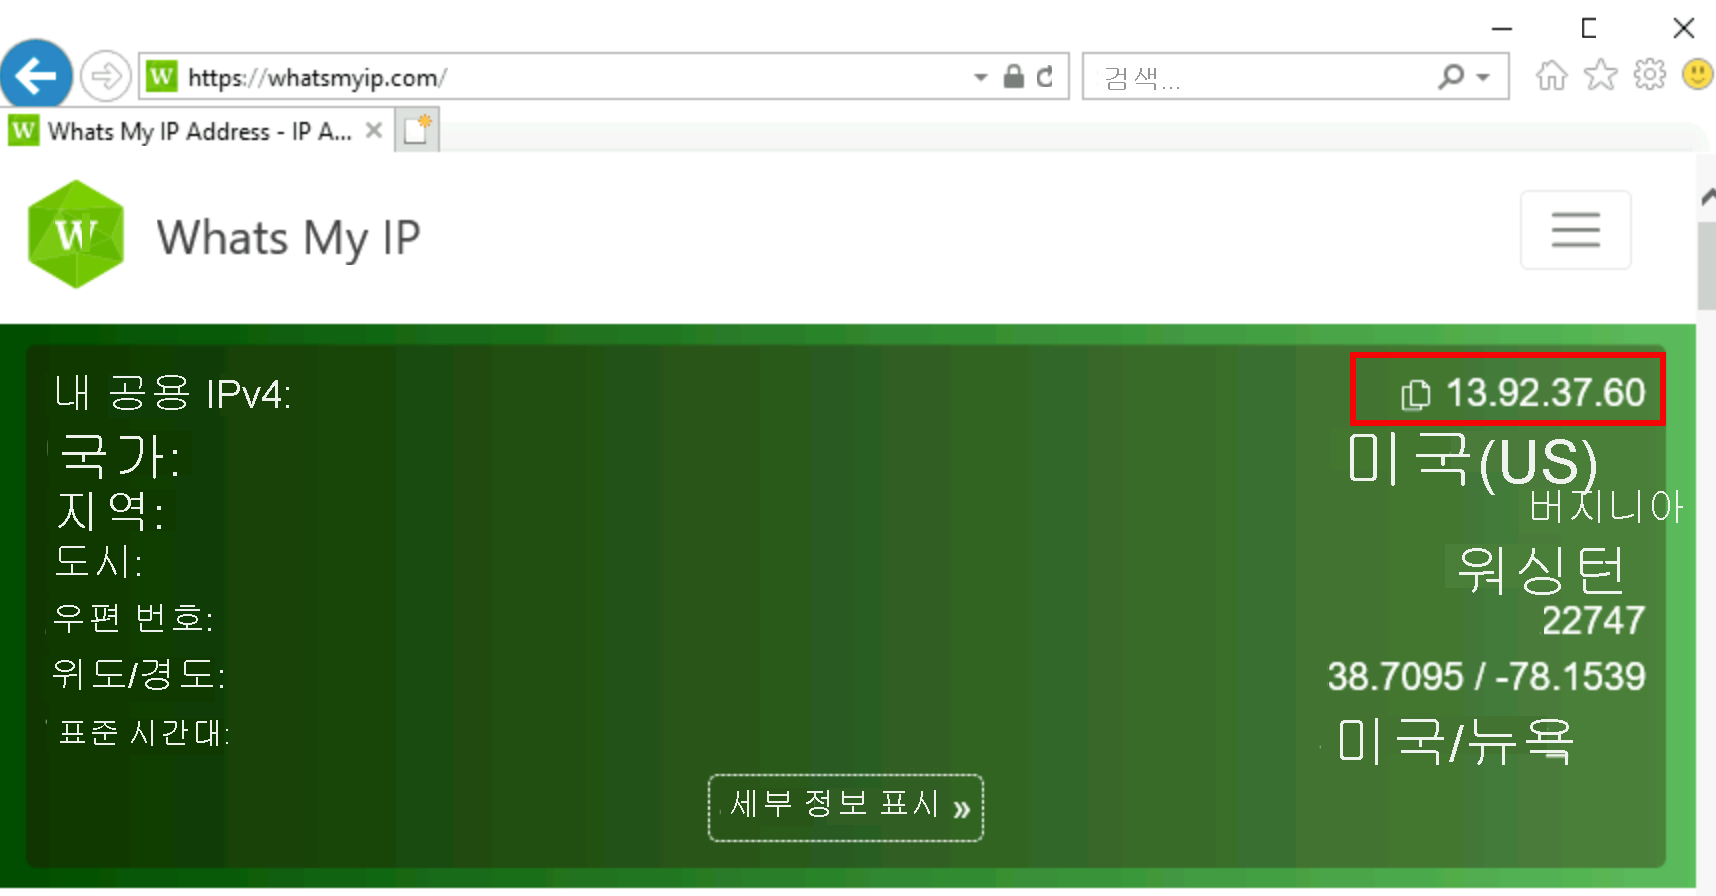 W https://whatsmyip.com/ 검색...
W Whats My IP Address - IP A...
W Whats My IP
내 공용 IPv4: 13.92.37.60
국가: 미국(US)
지역: 버지니아
도시: 워싱턴
우편 번호: 22747
위도/경도: 38.7095 / -78.1539
표준 시간대: 미국/뉴욕
세부 정보 표시 »